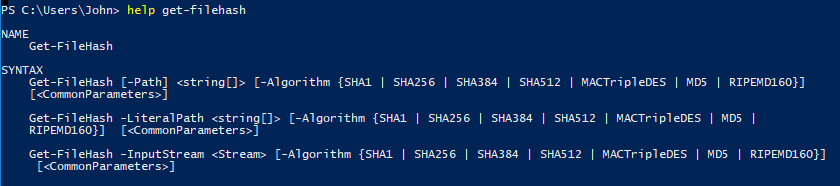 PS C:\Users\John> help get-filehash
NAME
Get-FileHash
SYNTAX
Get-FileHash [-Path] <string[]> [-Algorithm {SHA1 | SHA256 | SHA384 | SHA512 | MACTripleDES | MD5 | RIPEMD160}]
[<CommonParameters>]
Get-FileHash -LiteralPath <string[]> [-Algorithm {SHA1 | SHA256 | SHA384 | SHA512 | MACTripleDES | MD5 |
RIPEMD160}] [<CommonParameters>]
Get-FileHash -InputStream <Stream> [-Algorithm {SHA1 | SHA256 | SHA384 | SHA512 | MACTripleDES | MD5 | RIPEMD160}]
[<CommonParameters>]